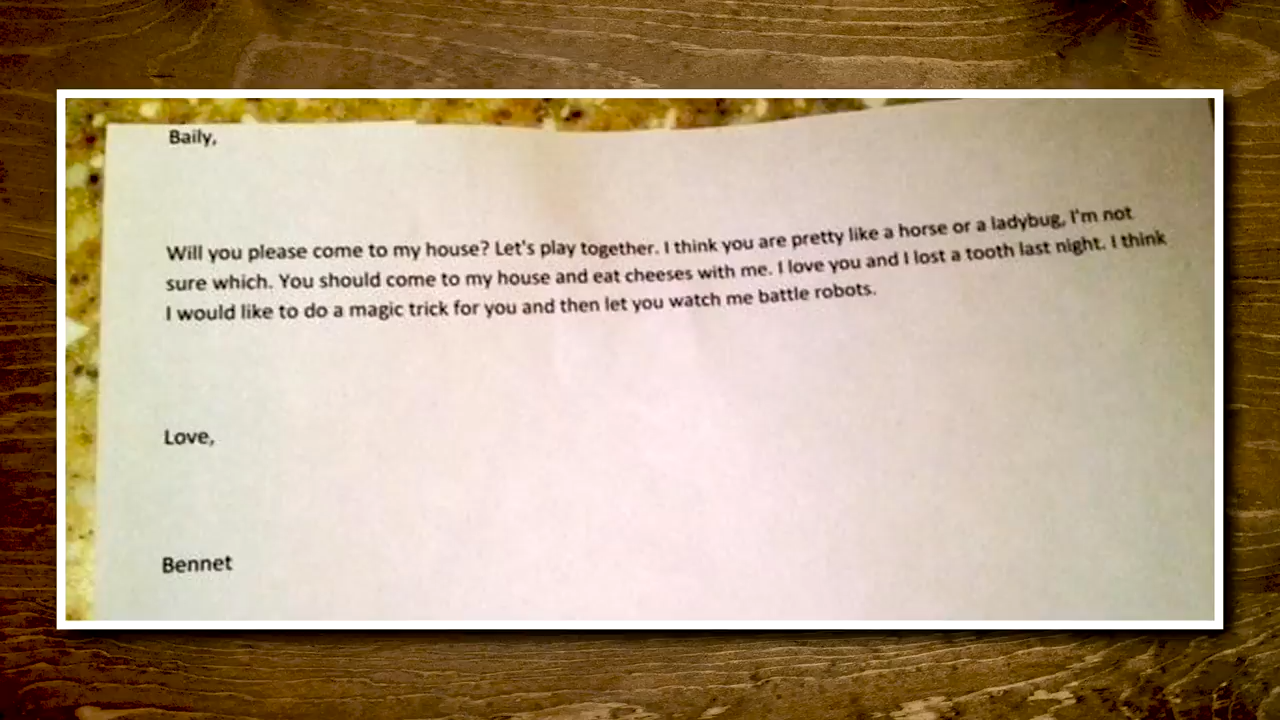 Baily,
Will you please come to my house? Let's play together. I think you are pretty like a horse or a ladybug, I'm not
sure which. You should come to my house and eat cheeses with me. I love you and I lost a tooth last night. I think
I would like to do a magic trick for you and then let you watch me battle robots.
Love,
Bennet